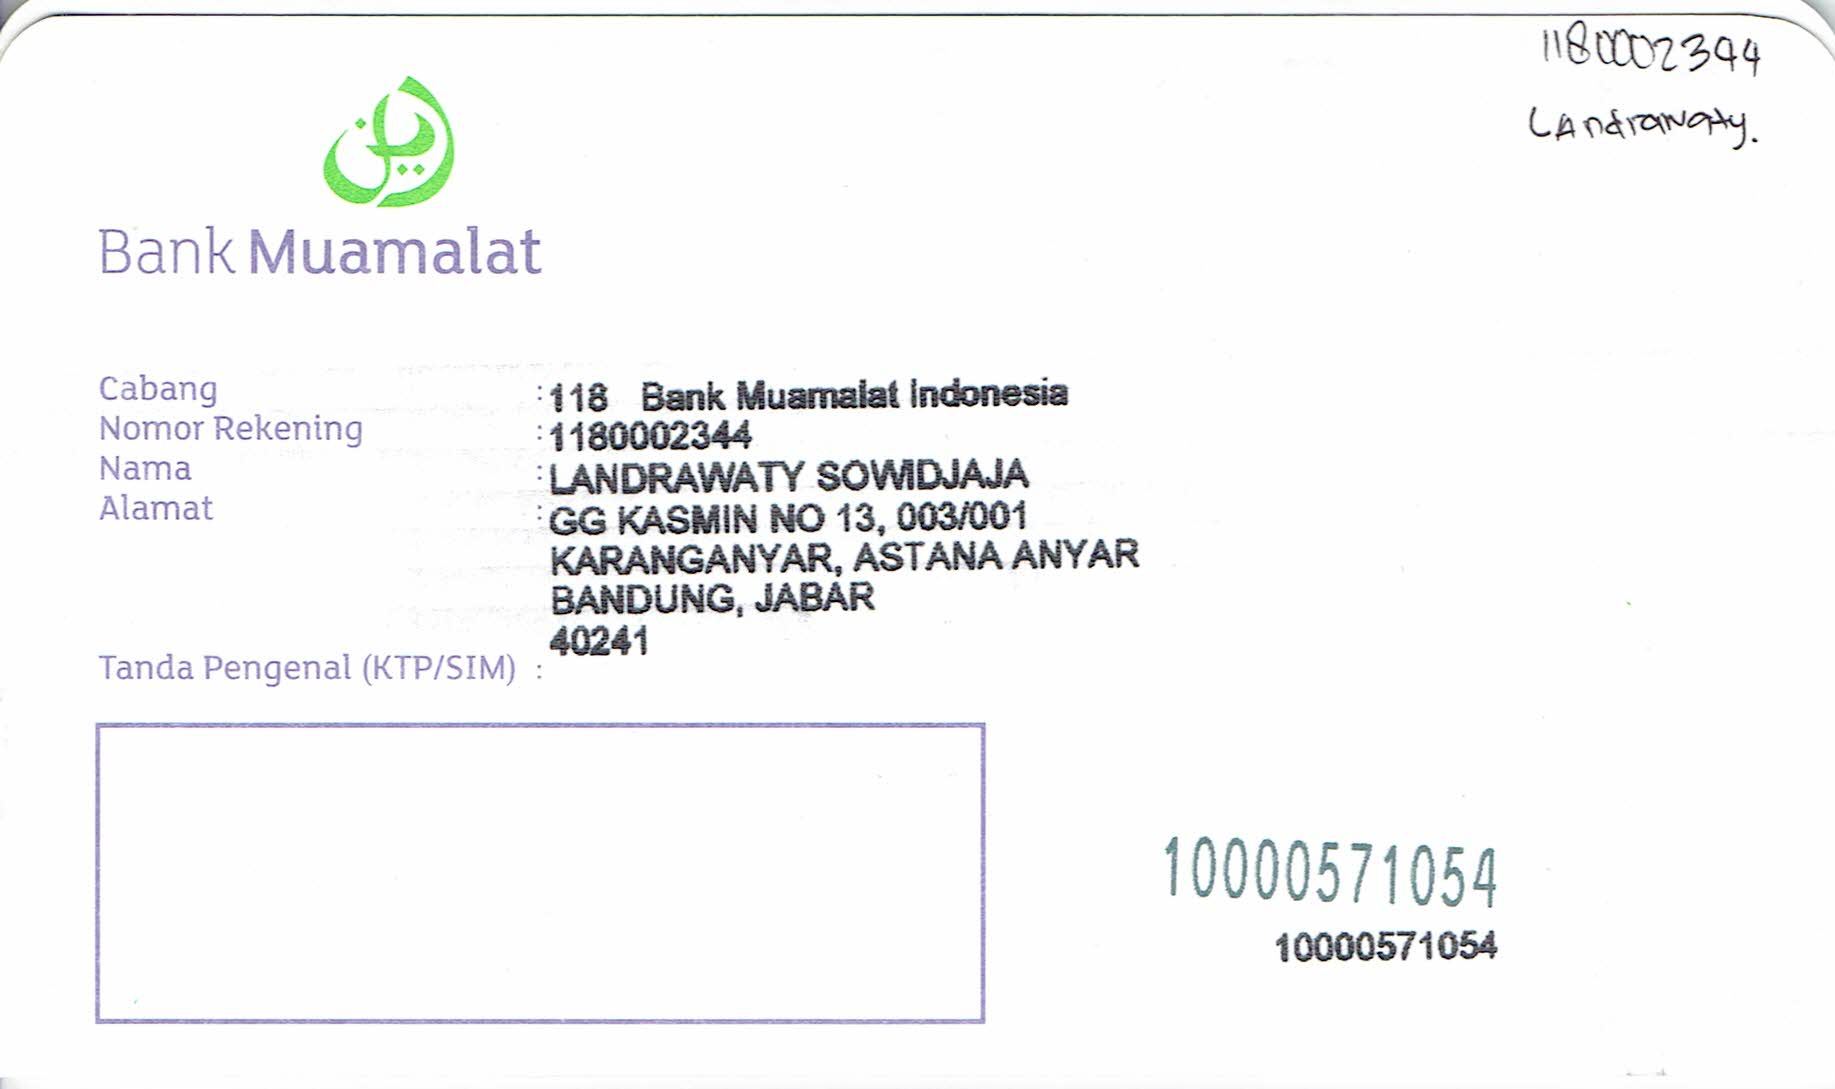 1180002344
Landrawaty.
Bank Muamalat
Cabang : 118 Bank Muamalat Indonesia
Nomor Rekening : 1180002344
Nama : LANDRAWATY SOWIDJAJA
Alamat : GG KASMIN NO 13, 003/001
KARANGANYAR, ASTANA ANYAR
BANDUNG, JABAR
40241
Tanda Pengenal (KTP/SIM) :
10000571054
10000571054